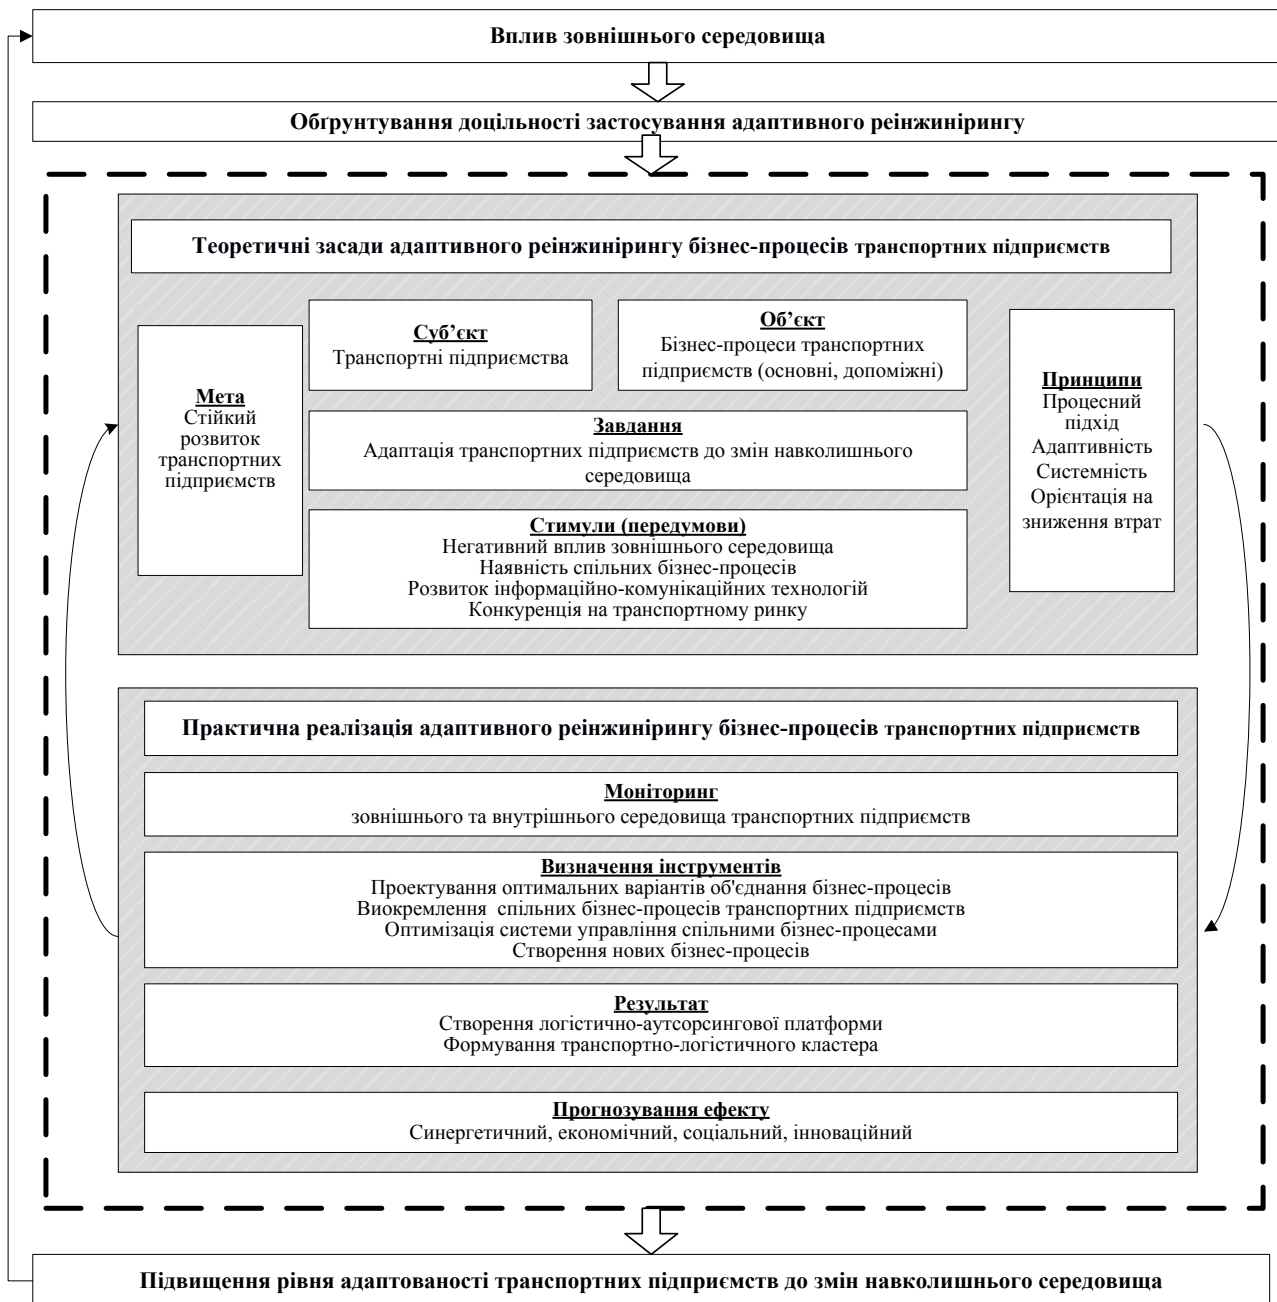 Вплив зовнішнього середовища
Обґрунтування доцільності застосування адаптивного реінжинірингу
Теоретичні засади адаптивного реінжинірингу бізнес-процесів транспортних підприємств
Мета
Стійкий
розвиток
транспортних
підприємств
Суб’єкт
Транспортні підприємства
Об’єкт
Бізнес-процеси транспортних
підприємств (основні, допоміжні)
Завдання
Адаптація транспортних підприємств до змін навколишнього
середовища
Стимули (передумови)
Негативний вплив зовнішнього середовища
Наявність спільних бізнес-процесів
Розвиток інформаційно-комунікаційних технологій
Конкуренція на транспортному ринку
Принципи
Процесний
підхід
Адаптивність
Системність
Орієнтація на
зниження втрат
Практична реалізація адаптивного реінжинірингу бізнес-процесів транспортних підприємств
Моніторинг
зовнішнього та внутрішнього середовища транспортних підприємств
Визначення інструментів
Проектування оптимальних варіантів об'єднання бізнес-процесів
Виокремлення  спільних бізнес-процесів транспортних підприємств
Оптимізація системи управління спільними бізнес-процесами
Створення нових бізнес-процесів
Результат
Створення логістично-аутсорсингової платформи
Формування транспортно-логістичного кластера
Прогнозування ефекту
Синергетичний, економічний, соціальний, інноваційний
Підвищення рівня адаптованості транспортних підприємств до змін навколишнього середовища